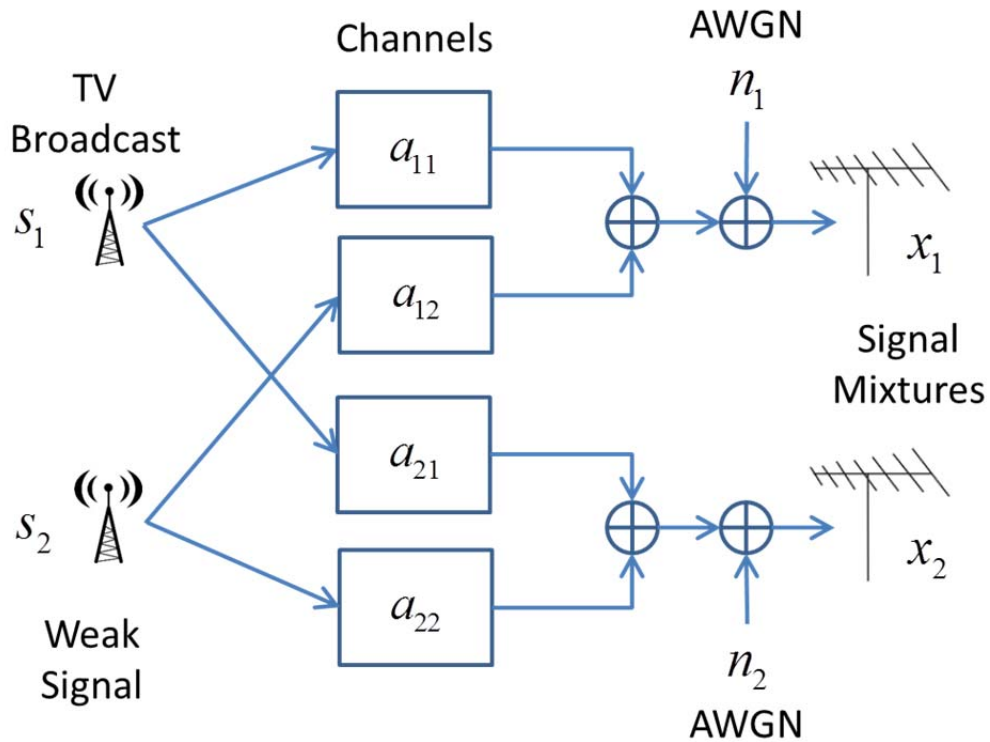 Channels
AWGN
n₁
TV
Broadcast
s₁
a₁₁
x₁
a₁₂
Signal
Mixtures
a₂₁
s₂
x₂
a₂₂
Weak
Signal
n₂
AWGN